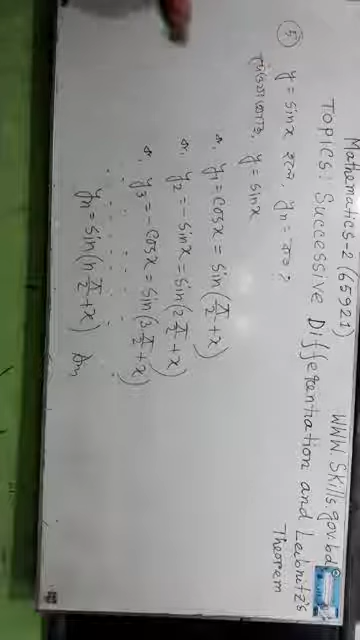 Mathematics-2 (65921) WWW.Skills.gov.bd
Topics: Successive Differentiation and Leibnitz's Theorem
⑤ y = sinx হলে, yn = কত ?
দেওয়া আছে, y = sinx
বা, y₁ = cosx = sin(π/2 + x)
বা, y₂ = -sinx = sin(2π/2 + x)
বা, y₃ = -cosx = sin(3π/2 + x)
yn = sin(nπ/2 + x) Ans